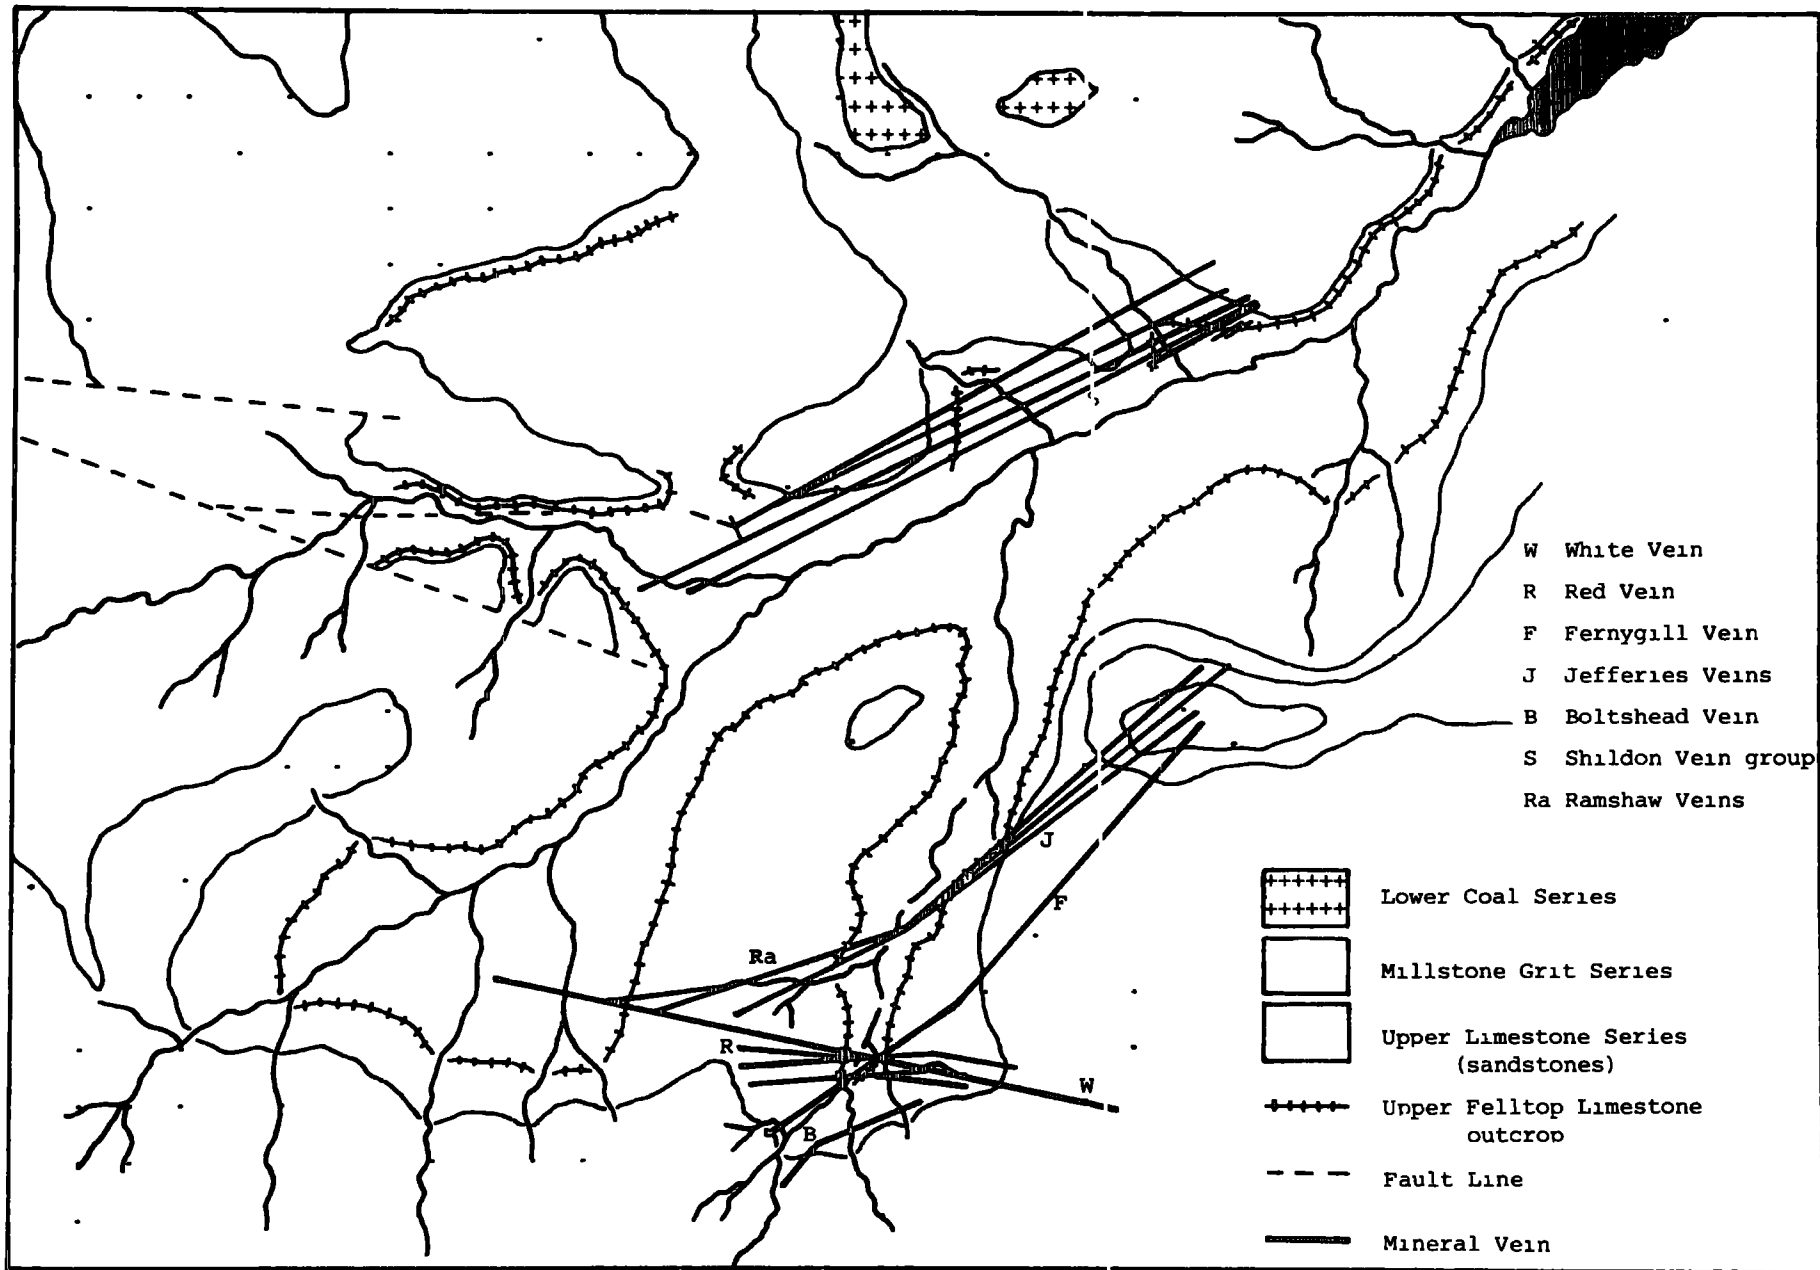 W White Vein
R Red Vein
F Fernygill Vein
J Jefferies Veins
B Boltshead Vein
S Shildon Vein group
Ra Ramshaw Veins
J
F
Ra
R
W
B
Lower Coal Series
Millstone Grit Series
Upper Limestone Series
(sandstones)
Upper Felltop Limestone
outcrop
Fault Line
Mineral Vein